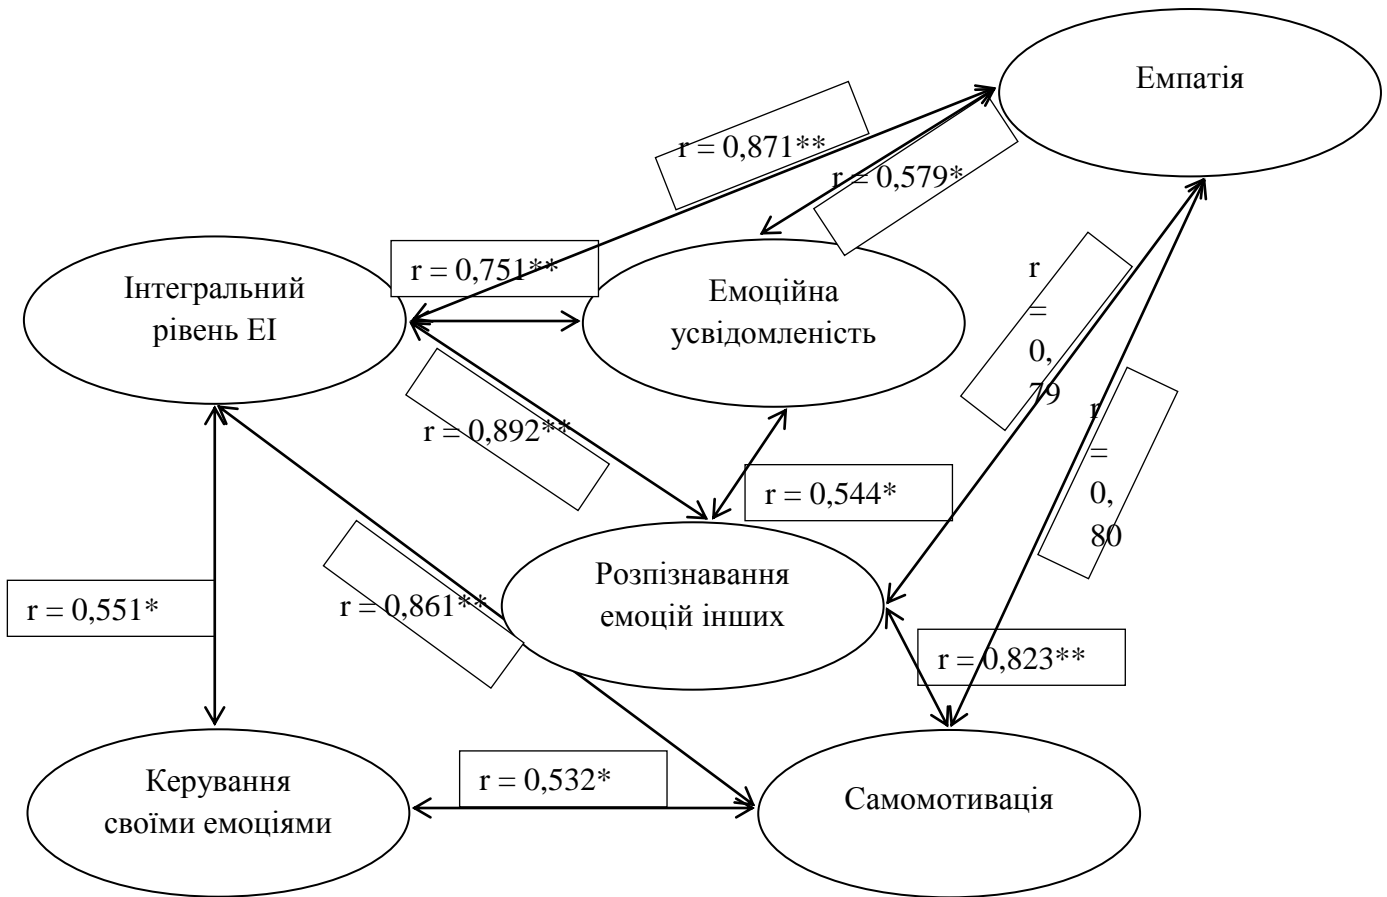 Емпатія
r = 0,871**
r = 0,579*
r = 0,751**
Інтегральний
рівень ЕІ
Емоційна
усвідомленість
r
=
0,
79
r
=
0,
80
r = 0,892**
r = 0,544*
Розпізнавання
емоцій інших
r = 0,551*
r = 0,861**
r = 0,823**
Керування
своїми емоціями
r = 0,532*
Самомотивація